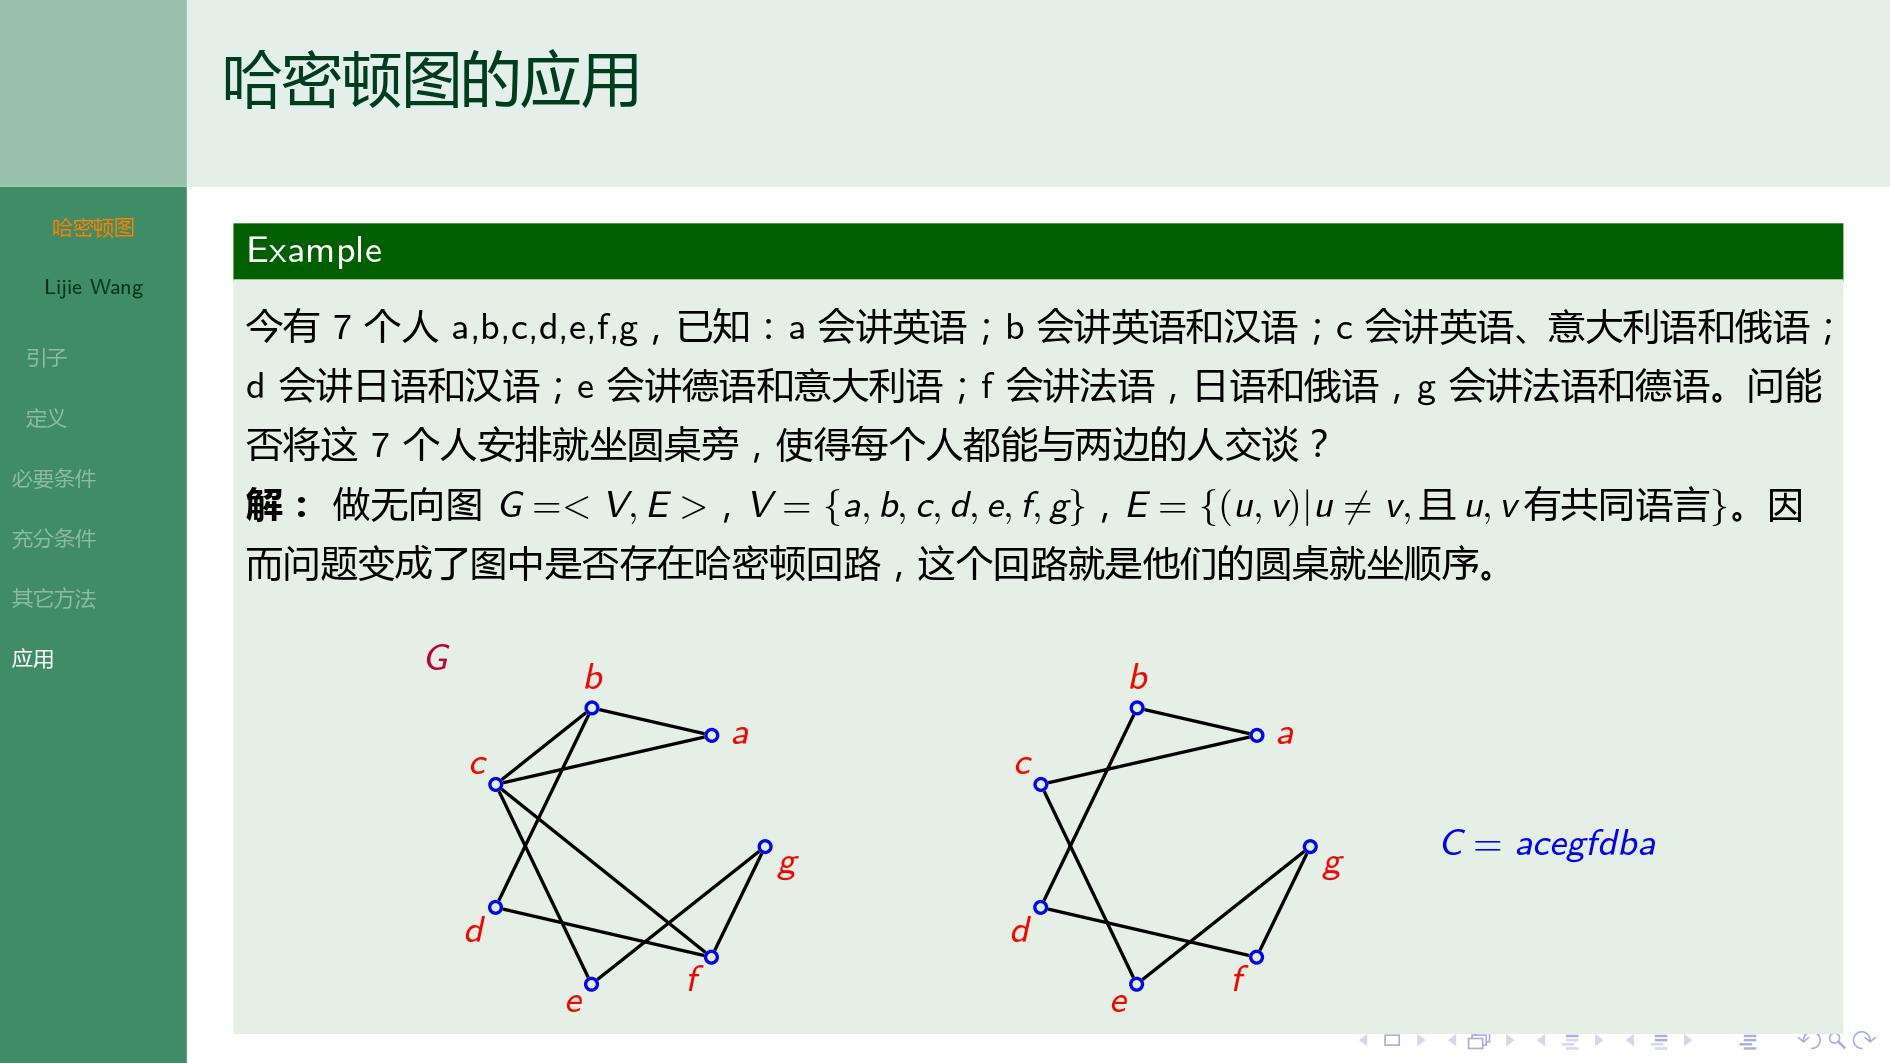 哈密顿图的应用
哈密顿图
Lijie Wang
引子
定义
必要条件
充分条件
其它方法
应用
Example
今有 7 个人 a,b,c,d,e,f,g，已知：a 会讲英语；b 会讲英语和汉语；c 会讲英语、意大利语和俄语；
d 会讲日语和汉语；e 会讲德语和意大利语；f 会讲法语，日语和俄语，g 会讲法语和德语。问能
否将这 7 个人安排就坐圆桌旁，使得每个人都能与两边的人交谈？
解： 做无向图 G =< V, E >，V = {a, b, c, d, e, f, g}，E = {(u, v)|u ≠ v, 且 u, v 有共同语言}。因
而问题变成了图中是否存在哈密顿回路，这个回路就是他们的圆桌就坐顺序。
G
b
a
c
g
d
f
e
b
a
c
g
d
f
e
C = acegfdba